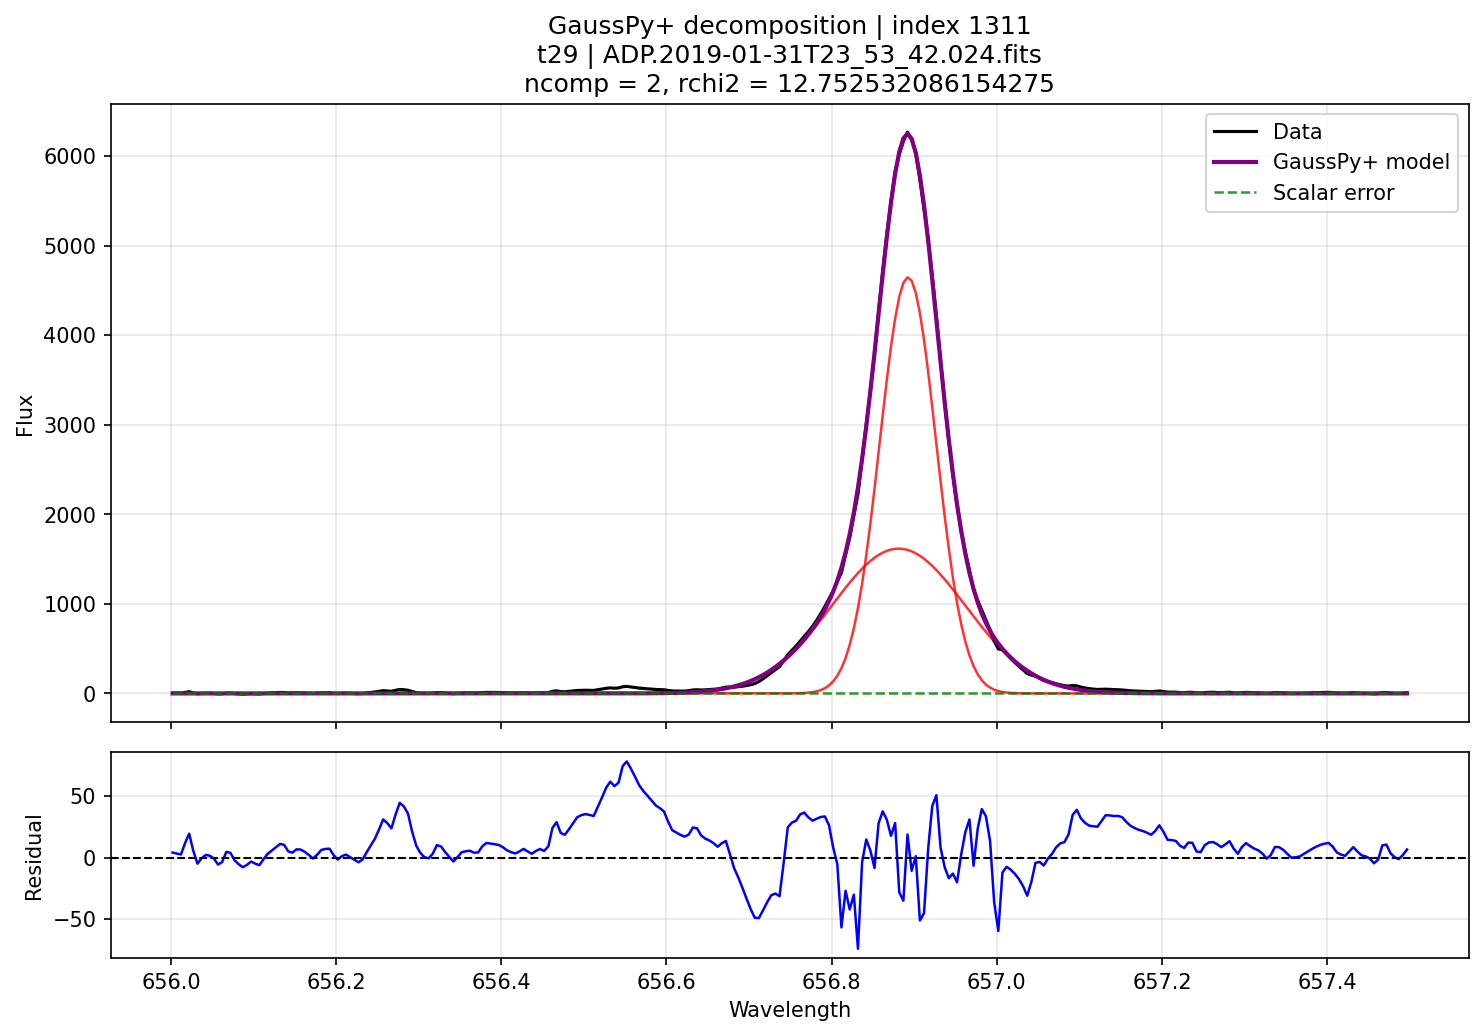 GaussPy+ decomposition | index 1311
t29 | ADP.2019-01-31T23_53_42.024.fits
ncomp = 2, rchi2 = 12.752532086154275
Data
GaussPy+ model
Scalar error
6000
5000
4000
3000
2000
1000
0
Flux
50
0
−50
Residual
656.0 656.2 656.4 656.6 656.8 657.0 657.2 657.4
Wavelength